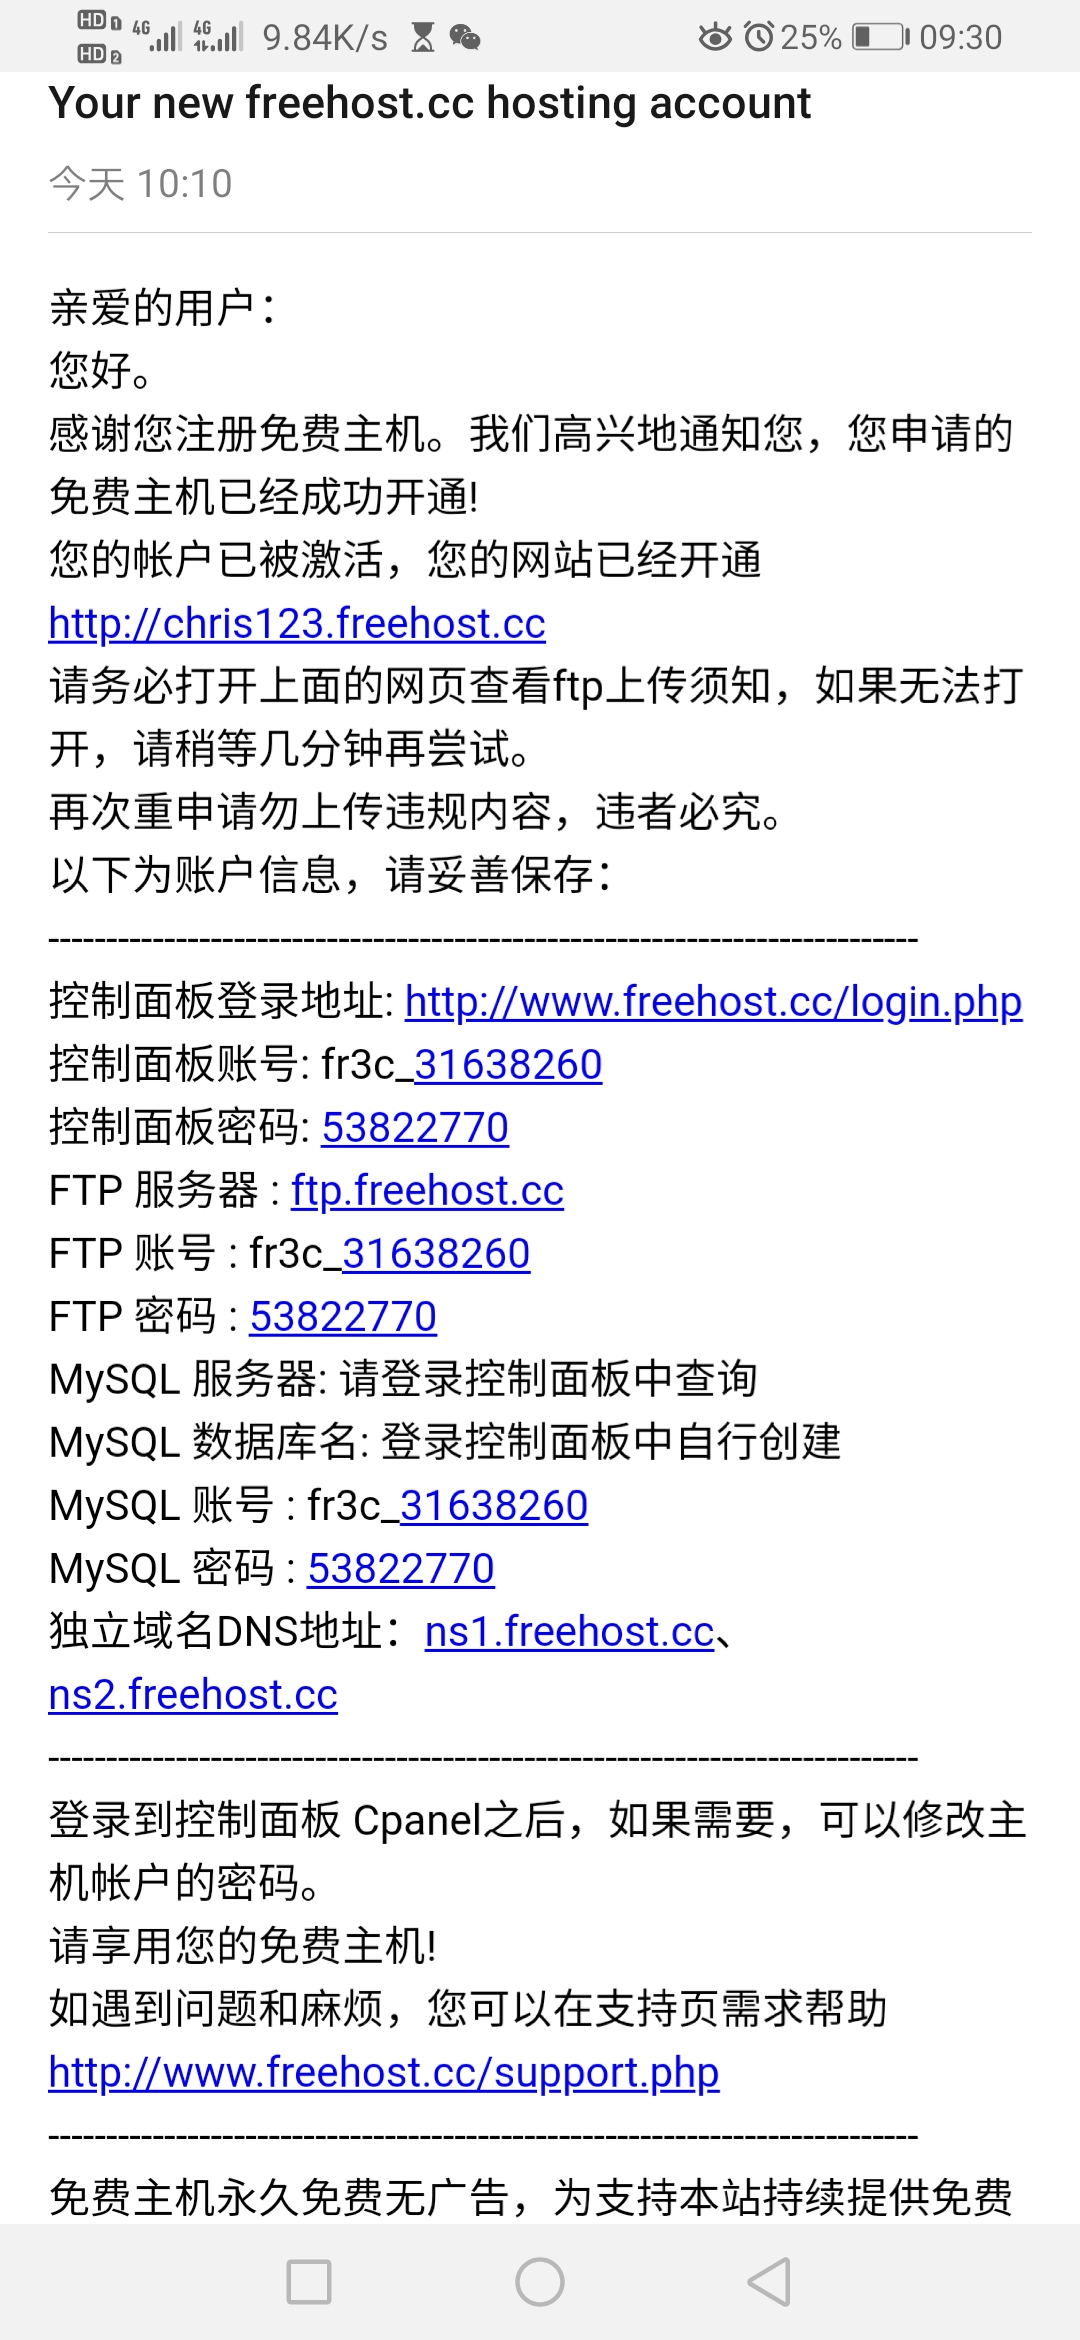 HD 1 4G 4G 9.84K/s 25% 09:30
HD 2
Your new freehost.cc hosting account
今天 10:10
亲爱的用户：
您好。
感谢您注册免费主机。我们高兴地通知您，您申请的
免费主机已经成功开通!
您的帐户已被激活，您的网站已经开通
http://chris123.freehost.cc
请务必打开上面的网页查看ftp上传须知，如果无法打
开，请稍等几分钟再尝试。
再次重申请勿上传违规内容，违者必究。
以下为账户信息，请妥善保存：
---------------------------------------------------------------------------
控制面板登录地址: http://www.freehost.cc/login.php
控制面板账号: fr3c_31638260
控制面板密码: 53822770
FTP 服务器 : ftp.freehost.cc
FTP 账号 : fr3c_31638260
FTP 密码 : 53822770
MySQL 服务器: 请登录控制面板中查询
MySQL 数据库名: 登录控制面板中自行创建
MySQL 账号 : fr3c_31638260
MySQL 密码 : 53822770
独立域名DNS地址：ns1.freehost.cc、
ns2.freehost.cc
---------------------------------------------------------------------------
登录到控制面板 Cpanel之后，如果需要，可以修改主
机帐户的密码。
请享用您的免费主机!
如遇到问题和麻烦，您可以在支持页需求帮助
http://www.freehost.cc/support.php
---------------------------------------------------------------------------
免费主机永久免费无广告，为支持本站持续提供免费